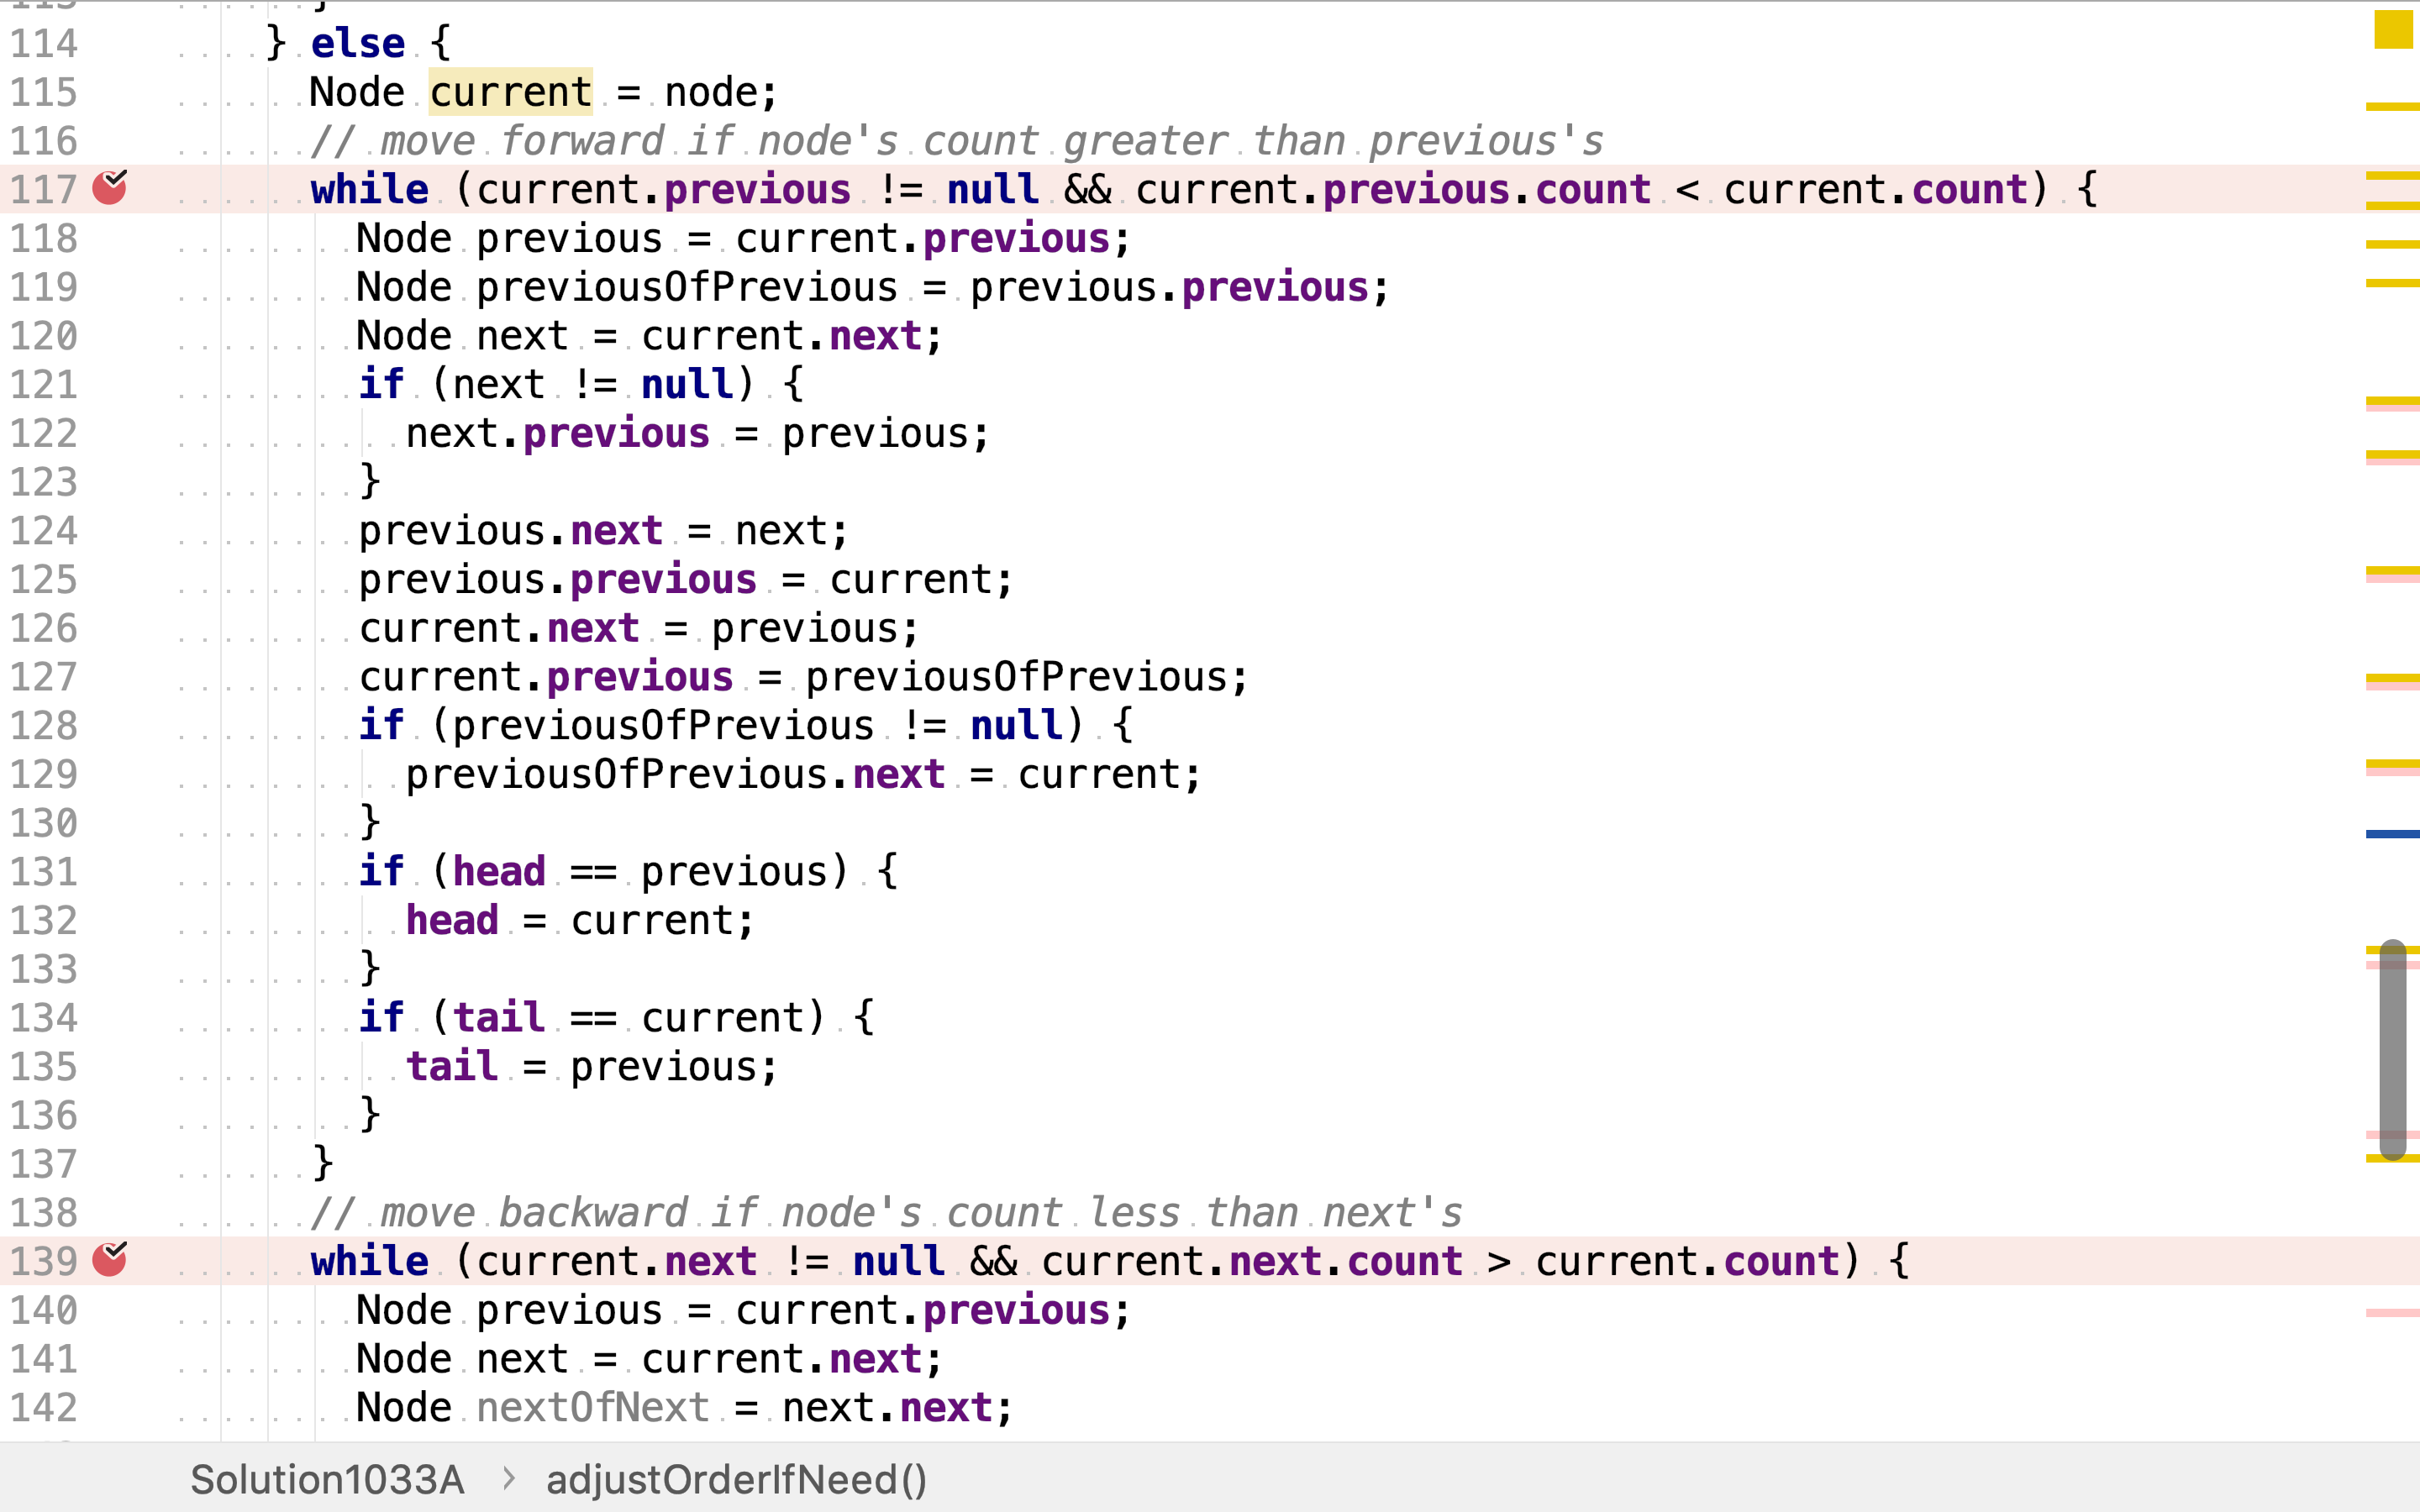 114 } else {
115 Node current = node;
116 // move forward if node's count greater than previous's
117 while (current.previous != null && current.previous.count < current.count) {
118 Node previous = current.previous;
119 Node previousOfPrevious = previous.previous;
120 Node next = current.next;
121 if (next != null) {
122 next.previous = previous;
123 }
124 previous.next = next;
125 previous.previous = current;
126 current.next = previous;
127 current.previous = previousOfPrevious;
128 if (previousOfPrevious != null) {
129 previousOfPrevious.next = current;
130 }
131 if (head == previous) {
132 head = current;
133 }
134 if (tail == current) {
135 tail = previous;
136 }
137 }
138 // move backward if node's count less than next's
139 while (current.next != null && current.next.count > current.count) {
140 Node previous = current.previous;
141 Node next = current.next;
142 Node nextOfNext = next.next;
Solution1033A > adjustOrderIfNeed()